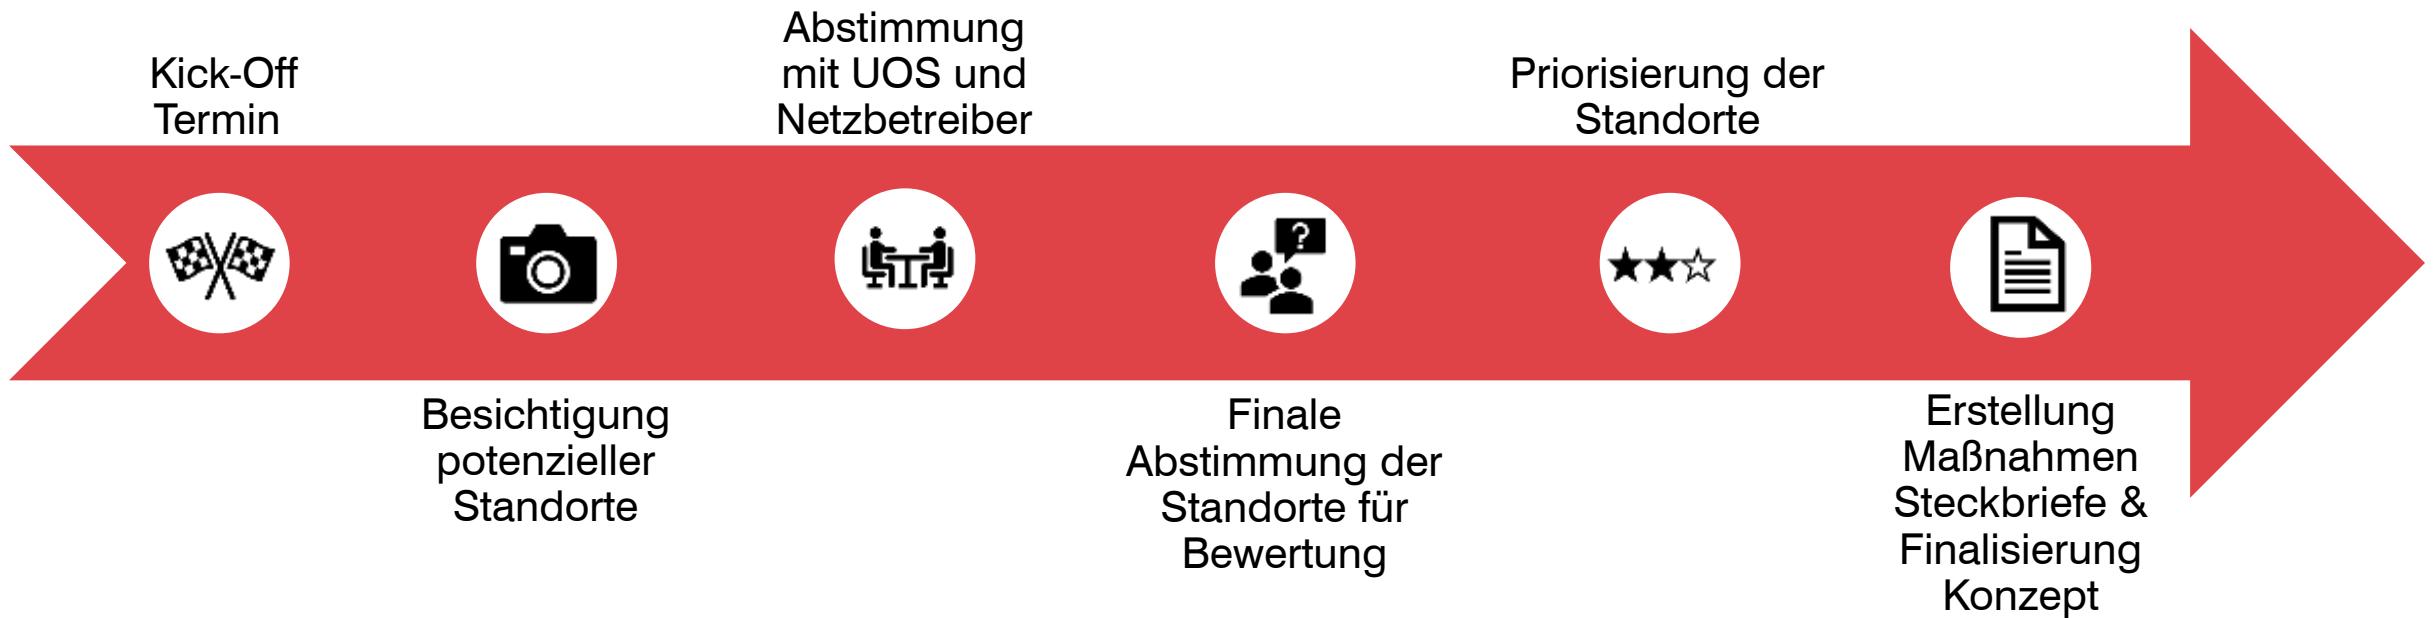 Kick-Off
Termin
Besichtigung
potenzieller
Standorte
Abstimmung
mit UOS und
Netzbetreiber
?
Finale
Abstimmung der
Standorte für
Bewertung
Priorisierung der
Standorte
Erstellung
Maßnahmen
Steckbriefe &
Finalisierung
Konzept